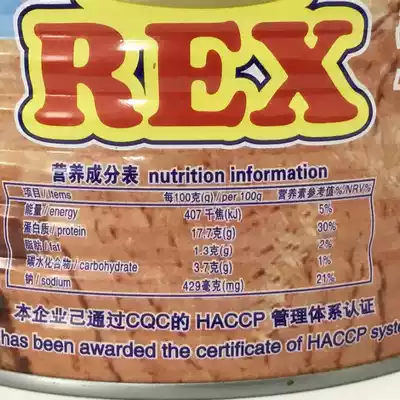 REX
营养成分表 nutrition information
项目/Items 每100克(g)/per 100g 营养素参考值%/NRV%
能量/energy 407 千焦(kJ) 5%
蛋白质/protein 17.7克(g) 30%
脂肪/fat 1.3克(g) 2%
碳水化合物/carbohydrate 3.7克(g) 1%
钠/sodium 429毫克(mg) 21%
本企业已通过CQC的 HACCP 管理体系认证
has been awarded the certificate of HACCP syste